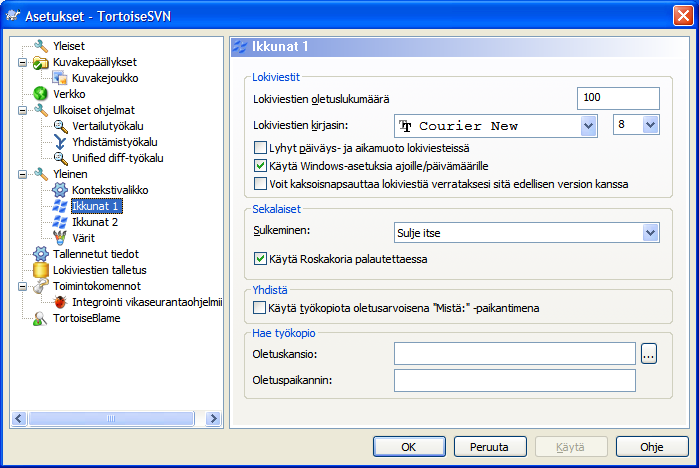 Asetukset - TortoiseSVN
Yleiset
Kuvakepäällykset
Kuvakejoukko
Verkko
Ulkoiset ohjelmat
Vertailutyökalu
Yhdistämistyökalu
Unified diff-työkalu
Yleinen
Kontekstivalikko
Ikkunat 1
Ikkunat 2
Värit
Tallennetut tiedot
Lokiviestien talletus
Toimintokomennot
Integrointi vikaseurantaohjelmii
TortoiseBlame
Ikkunat 1
Lokiviestit
Lokiviestien oletuslukumäärä
100
Lokiviestien kirjasin:
Courier New
8
Lyhyt päiväys- ja aikamuoto lokiviesteissä
Käytä Windows-asetuksia ajoille/päivämäärille
Voit kaksoisnapsauttaa lokiviestiä verrataksesi sitä edellisen version kanssa
Sekalaiset
Sulkeminen:
Sulje itse
Käytä Roskakoria palautettaessa
Yhdistä
Käytä työkopiota oletusarvoisena "Mistä:" -paikantimena
Hae työkopio
Oletuskansio:
...
Oletuspaikannin:
OK
Peruuta
Käytä
Ohje